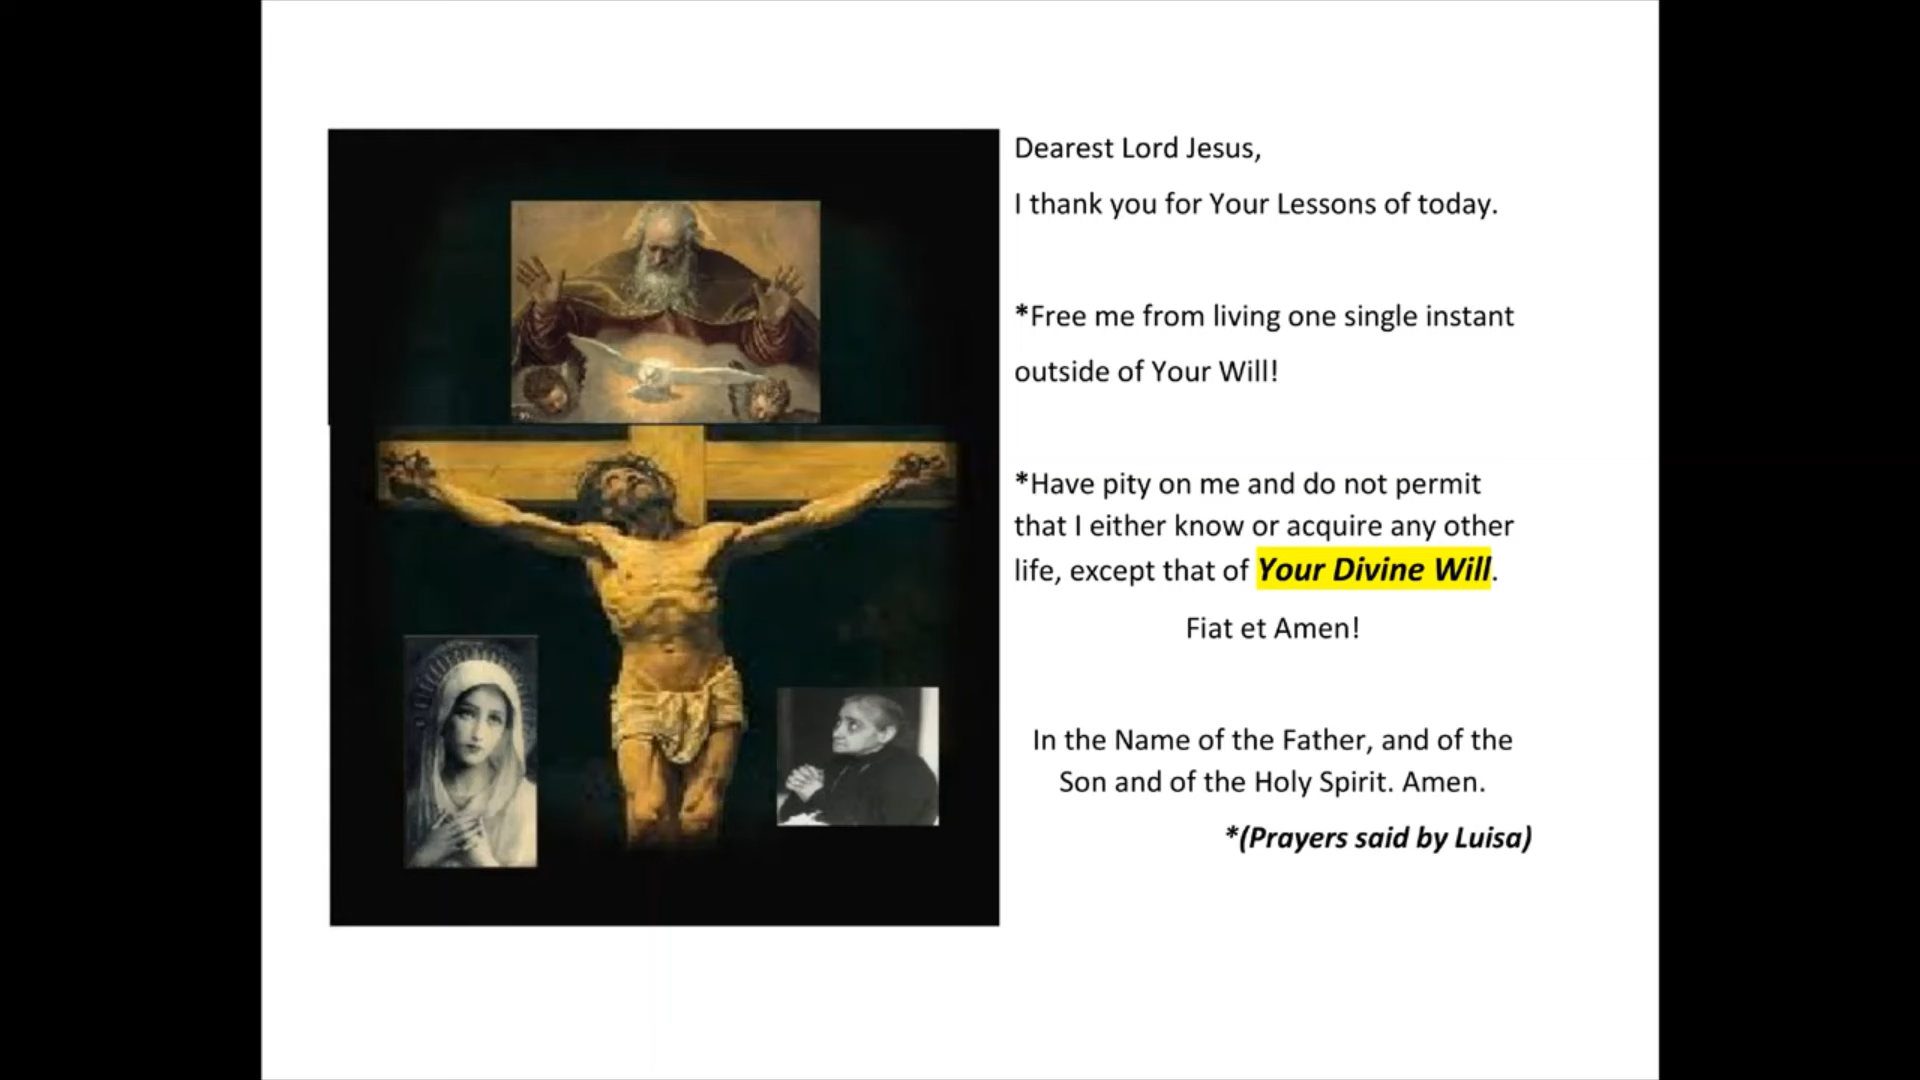 Dearest Lord Jesus,
I thank you for Your Lessons of today.
*Free me from living one single instant
outside of Your Will!
*Have pity on me and do not permit
that I either know or acquire any other
life, except that of Your Divine Will.
Fiat et Amen!
In the Name of the Father, and of the
Son and of the Holy Spirit. Amen.
*(Prayers said by Luisa)